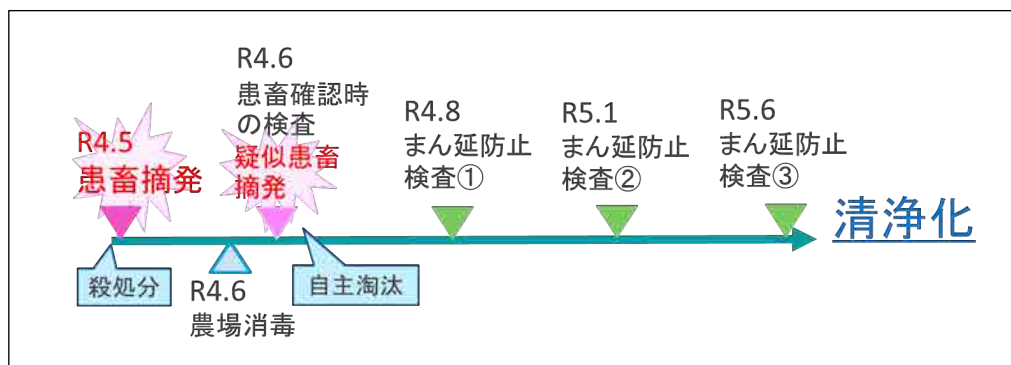 R4.5
患畜摘発
殺処分
R4.6
農場消毒
R4.6
患畜確認時
の検査
疑似患畜
摘発
自主淘汰
R4.8
まん延防止
検査①
R5.1
まん延防止
検査②
R5.6
まん延防止
検査③
清浄化